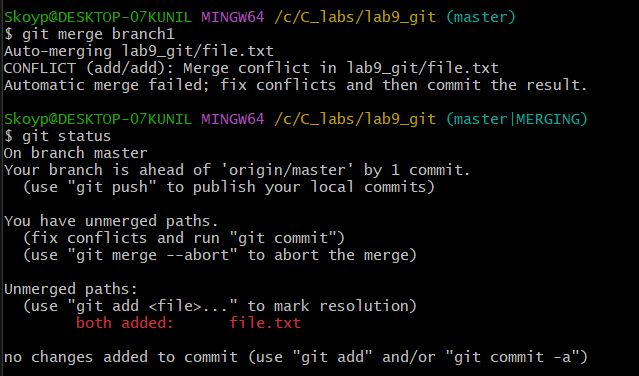 Skoyp@DESKTOP-07KUNIL MINGW64 /c/C_labs/lab9_git (master)
$ git merge branch1
Auto-merging lab9_git/file.txt
CONFLICT (add/add): Merge conflict in lab9_git/file.txt
Automatic merge failed; fix conflicts and then commit the result.

Skoyp@DESKTOP-07KUNIL MINGW64 /c/C_labs/lab9_git (master|MERGING)
$ git status
On branch master
Your branch is ahead of 'origin/master' by 1 commit.
  (use "git push" to publish your local commits)

You have unmerged paths.
  (fix conflicts and run "git commit")
  (use "git merge --abort" to abort the merge)

Unmerged paths:
  (use "git add <file>..." to mark resolution)
        both added:      file.txt

no changes added to commit (use "git add" and/or "git commit -a")